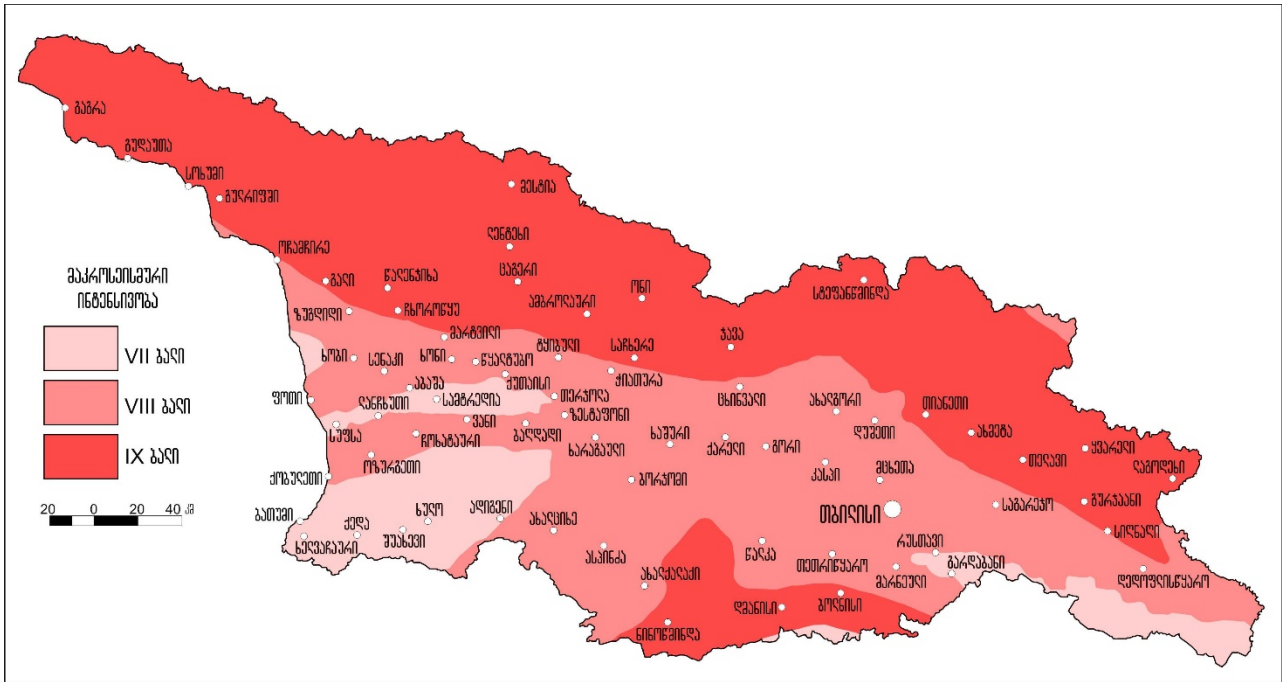 გაგრა
გუდაუთა
სოხუმი
გულრიფში
მესტია
ოჩამჩირე
ლენტეხი
მაკროსეისმური
ინტენსივობა
გალი
წალენჯიხა
ცაგერი
ონი
სტეფანწმინდა
ზუგდიდი
ჩხოროწყუ
ამბროლაური
VII ბალი
მარტვილი
ტყიბული
საჩხერე
ჯავა
ხობი
სენაკი
ხონი
წყალტუბო
ქუთაისი
ჭიათურა
VIII ბალი
ფოთი
აბაშა
სამტრედია
თერჯოლა
ცხინვალი
ახალგორი
თიანეთი
ლანჩხუთი
ვანი
ზესტაფონი
დუშეთი
ახმეტა
სუფსა
ჩოხატაური
ბაღდადი
ხარაგაული
ხაშური
ქარელი
გორი
ყვარელი
IX ბალი
ოზურგეთი
კასპი
მცხეთა
თელავი
ლაგოდეხი
ქობულეთი
ბორჯომი
გურჯაანი
20 0 20 40 კმ
ბათუმი
ხულო
ადიგენი
თბილისი
საგარეჯო
ქედა
შუახევი
ახალციხე
სიღნაღი
ხელვაჩაური
ასპინძა
წალკა
თეთრიწყარო
რუსთავი
მარნეული
გარდაბანი
დედოფლისწყარო
ახალქალაქი
დმანისი
ბოლნისი
ნინოწმინდა